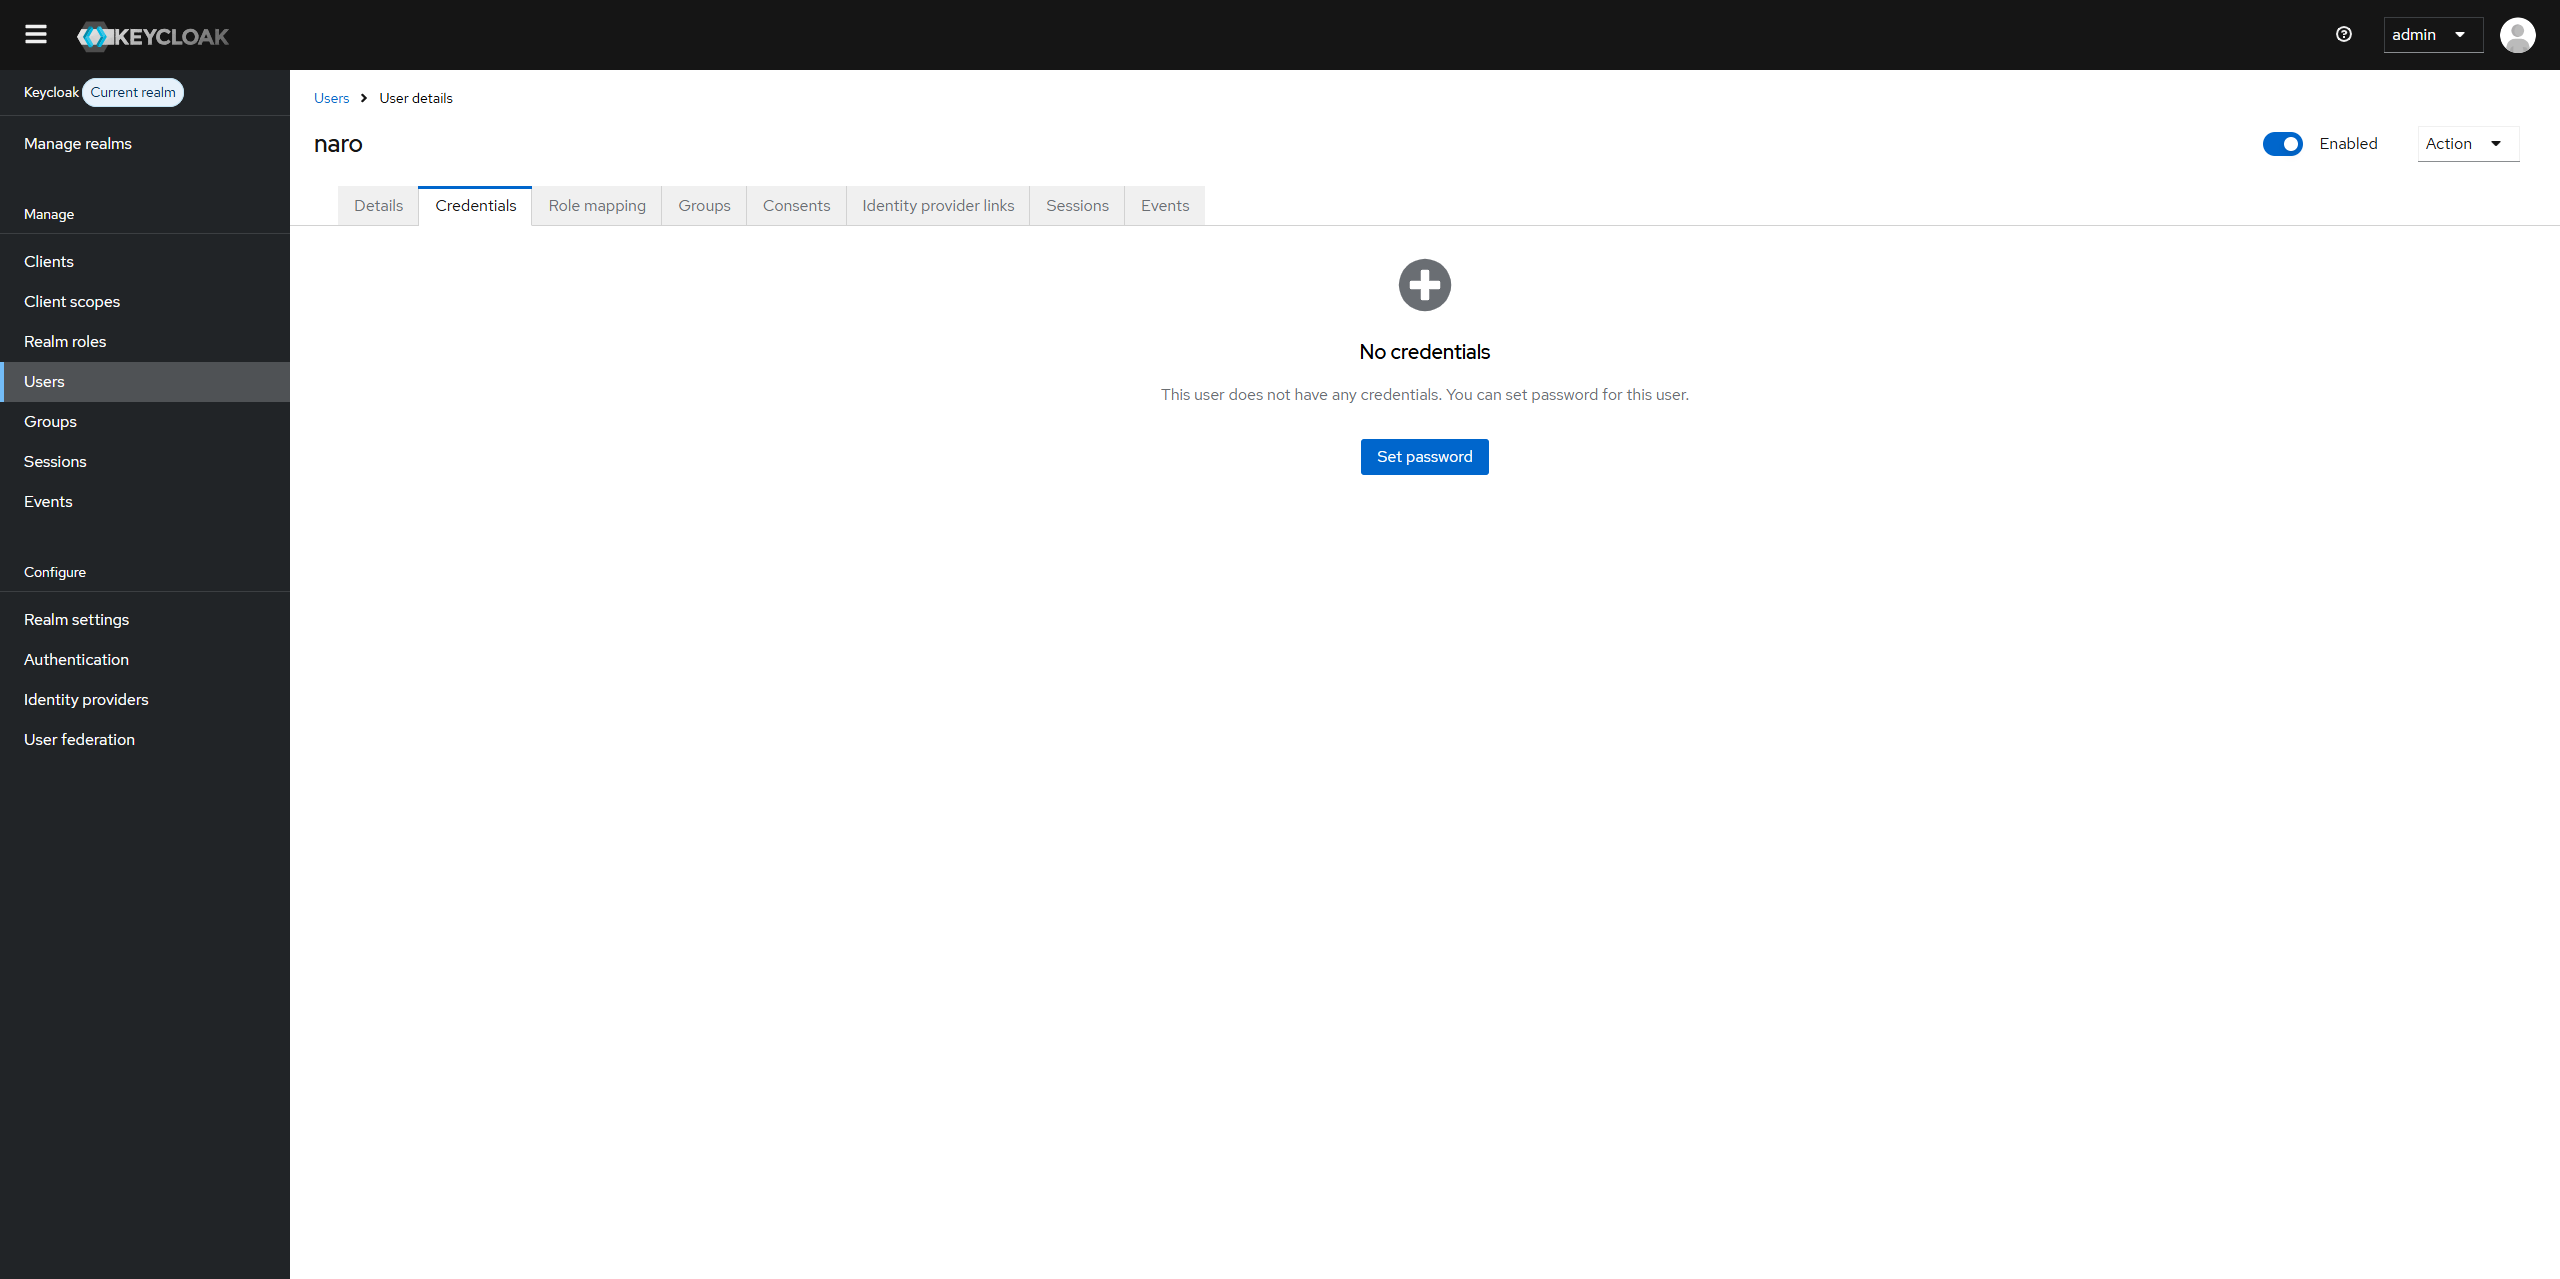 KEYCLOAK
admin
Keycloak Current realm
Manage realms
Manage
Clients
Client scopes
Realm roles
Users
Groups
Sessions
Events
Configure
Realm settings
Authentication
Identity providers
User federation
Users User details
naro
Enabled
Action
Details Credentials Role mapping Groups Consents Identity provider links Sessions Events
No credentials
This user does not have any credentials. You can set password for this user.
Set password